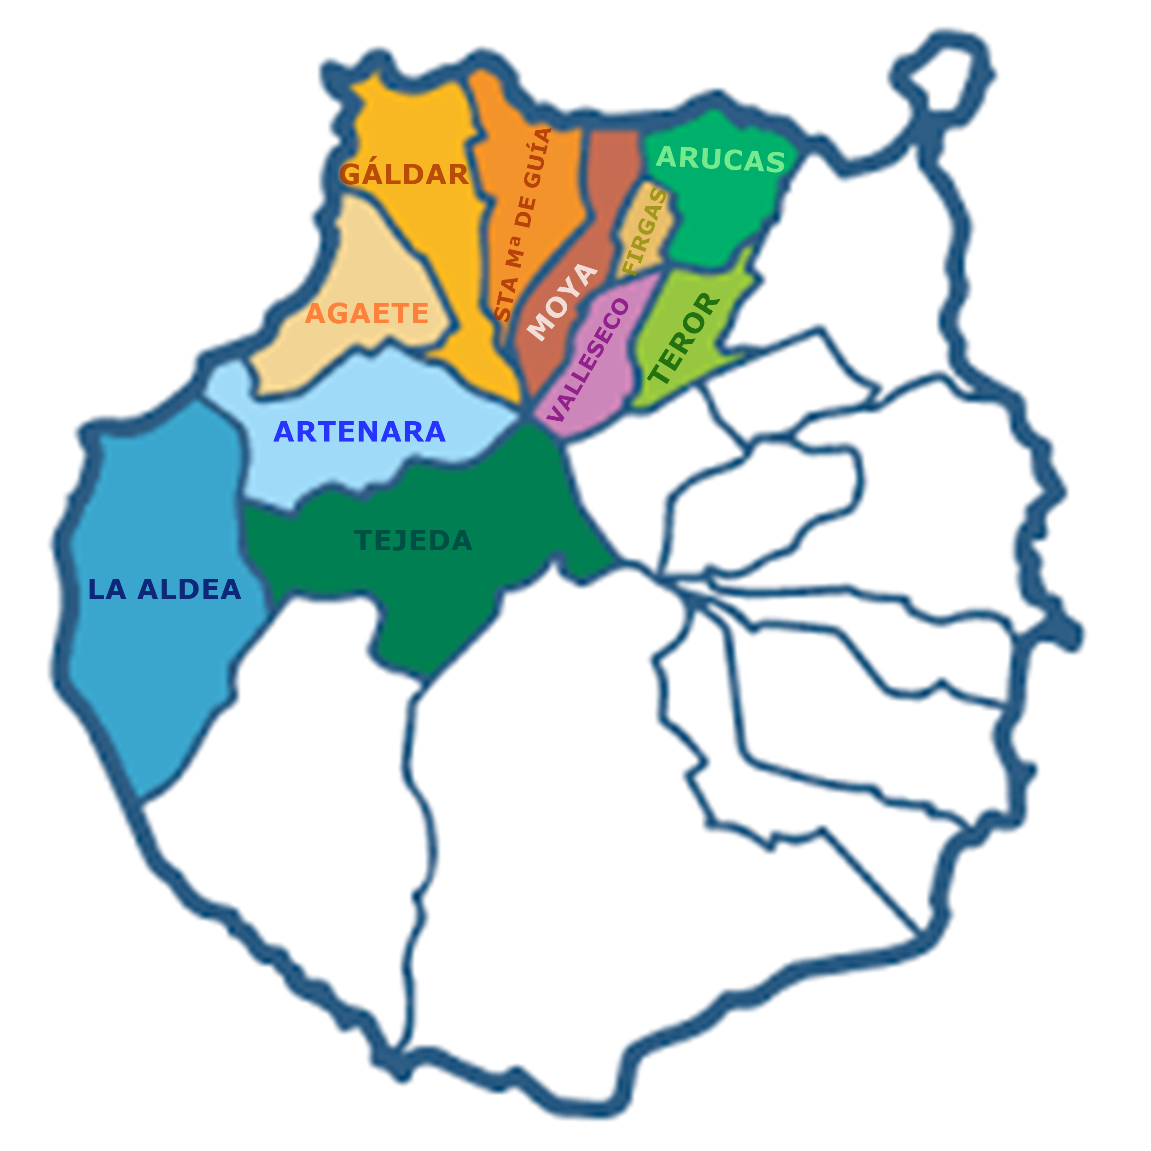 GÁLDAR
STA Mª DE GUÍA
ARUCAS
FIRGAS
MOYA
AGAETE
VALLESECO
TEROR
ARTENARA
TEJEDA
LA ALDEA